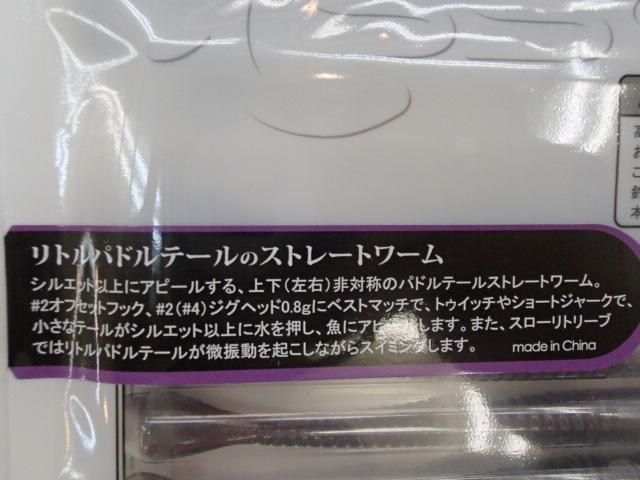 リトルパドルテールのストレートワーム
シルエット以上にアピールする、上下(左右)非対称のパドルテールストレートワーム。
#2オフセットフック、#2(#4)ジグヘッド0.8gにベストマッチで、トゥイッチやショートジャークで、
小さなテールがシルエット以上に水を押し、魚にアピールします。また、スローリトリーブ
ではリトルパドルテールが微振動を起こしながらスイミングします。 made in China
お
こ
本